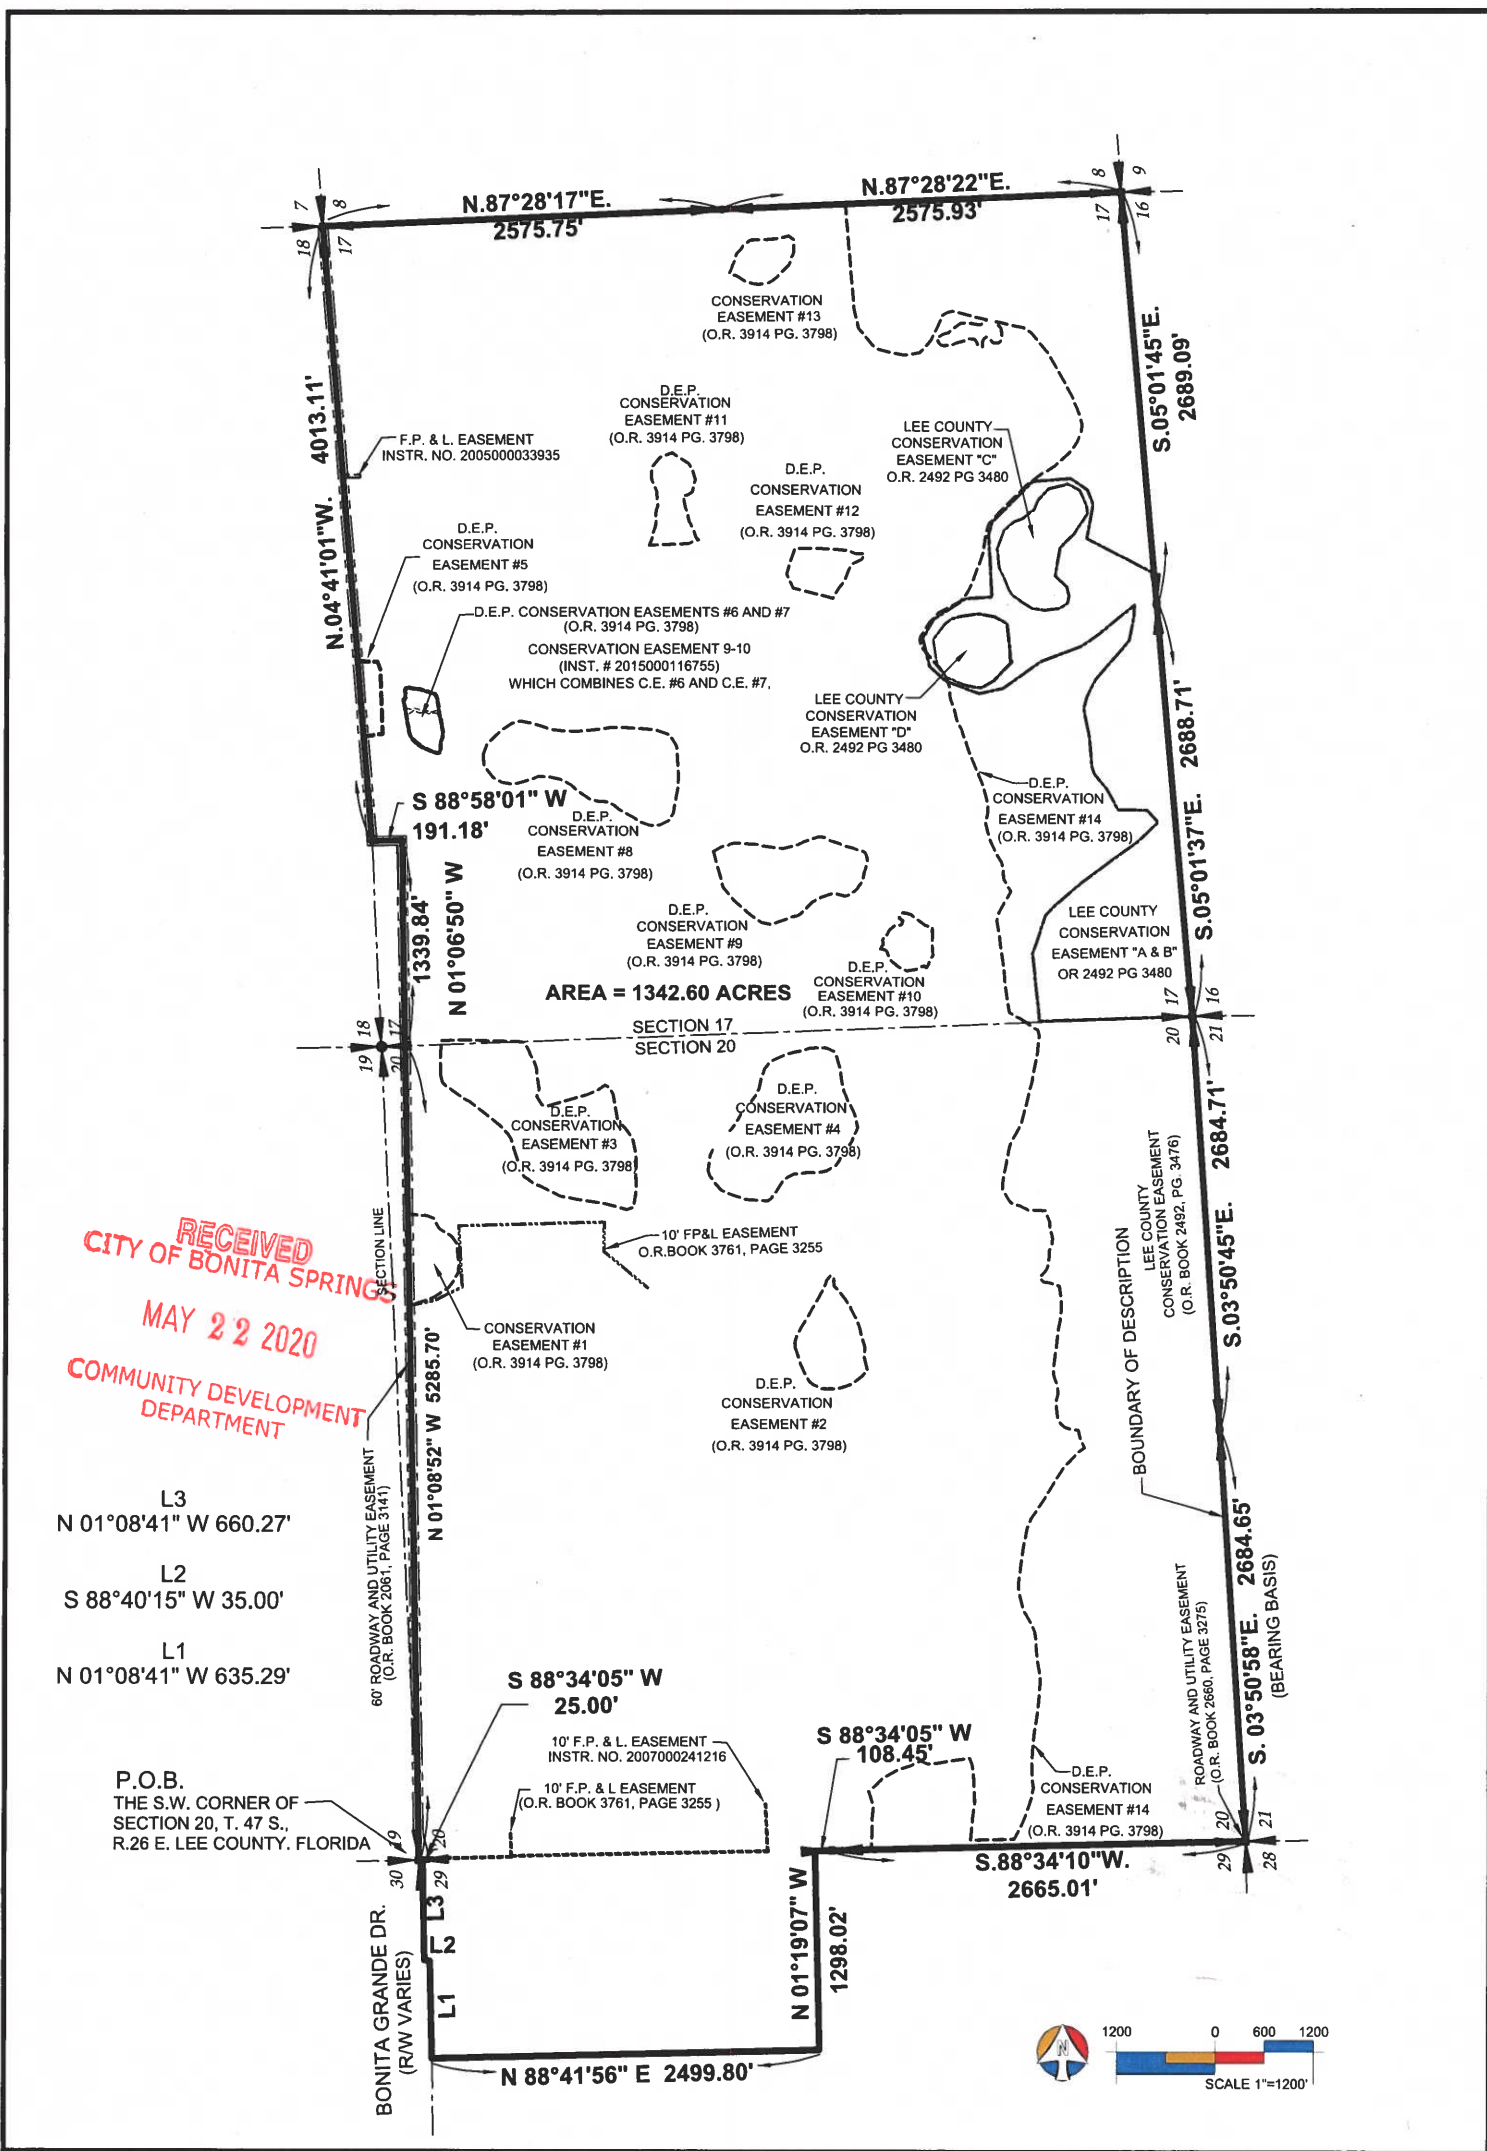 N.87°28'17"E.
2575.75'
N.87°28'22"E.
2575.93'
7
8
18
17
8
9
17
16
CONSERVATION
EASEMENT #13
(O.R. 3914 PG. 3798)
S.05°01'45"E.
2689.09'
N.04°41'01"W. 4013.11'
F.P. & L. EASEMENT
INSTR. NO. 2005000033935
D.E.P.
CONSERVATION
EASEMENT #11
(O.R. 3914 PG. 3798)
LEE COUNTY
CONSERVATION
EASEMENT "C"
O.R. 2492 PG 3480
D.E.P.
CONSERVATION
EASEMENT #12
(O.R. 3914 PG. 3798)
D.E.P.
CONSERVATION
EASEMENT #5
(O.R. 3914 PG. 3798)
D.E.P. CONSERVATION EASEMENTS #6 AND #7
(O.R. 3914 PG. 3798)
CONSERVATION EASEMENT 9-10
(INST. # 2015000116755)
WHICH COMBINES C.E. #6 AND C.E. #7,
LEE COUNTY
CONSERVATION
EASEMENT "D"
O.R. 2492 PG 3480
S.05°01'37"E. 2688.71'
S 88°58'01" W
191.18'
D.E.P.
CONSERVATION
EASEMENT #8
(O.R. 3914 PG. 3798)
D.E.P.
CONSERVATION
EASEMENT #14
(O.R. 3914 PG. 3798)
1339.84'
N 01°06'50" W
D.E.P.
CONSERVATION
EASEMENT #9
(O.R. 3914 PG. 3798)
LEE COUNTY
CONSERVATION
EASEMENT "A & B"
OR 2492 PG 3480
D.E.P.
CONSERVATION
EASEMENT #10
(O.R. 3914 PG. 3798)
AREA = 1342.60 ACRES
SECTION 17
SECTION 20
18
17
19
20
17
16
20
21
D.E.P.
CONSERVATION
EASEMENT #3
(O.R. 3914 PG. 3798)
D.E.P.
CONSERVATION
EASEMENT #4
(O.R. 3914 PG. 3798)
S.03°50'45"E. 2684.71'
LEE COUNTY
CONSERVATION EASEMENT
(O.R. BOOK 2492, PG. 3476)
BOUNDARY OF DESCRIPTION
SECTION LINE
RECEIVED
CITY OF BONITA SPRINGS
MAY 22 2020
COMMUNITY DEVELOPMENT
DEPARTMENT
10' FP&L EASEMENT
O.R.BOOK 3761, PAGE 3255
CONSERVATION
EASEMENT #1
(O.R. 3914 PG. 3798)
D.E.P.
CONSERVATION
EASEMENT #2
(O.R. 3914 PG. 3798)
N 01°08'52" W 5285.70'
60' ROADWAY AND UTILITY EASEMENT
(O.R. BOOK 2061, PAGE 3141)
L3
N 01°08'41" W 660.27'
L2
S 88°40'15" W 35.00'
L1
N 01°08'41" W 635.29'
S. 03°50'58"E. 2684.65'
(BEARING BASIS)
ROADWAY AND UTILITY EASEMENT
(O.R. BOOK 2660, PAGE 3275)
S 88°34'05" W
25.00'
10' F.P. & L. EASEMENT
INSTR. NO. 2007000241216
10' F.P. & L EASEMENT
(O.R. BOOK 3761, PAGE 3255 )
S 88°34'05" W
108.45'
D.E.P.
CONSERVATION
EASEMENT #14
(O.R. 3914 PG. 3798)
P.O.B.
THE S.W. CORNER OF
SECTION 20, T. 47 S.,
R.26 E. LEE COUNTY. FLORIDA
19
20
30
29
20
21
29
28
S.88°34'10"W.
2665.01'
N 01°19'07" W
1298.02'
L3
L2
L1
BONITA GRANDE DR.
(R/W VARIES)
N 88°41'56" E 2499.80'
N
1200 0 600 1200
SCALE 1"=1200'